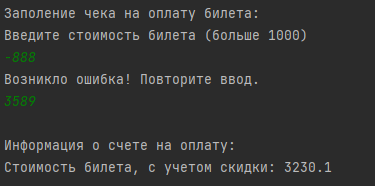 Заполение чека на оплату билета:
Введите стоимость билета (больше 1000)
-888
Возникло ошибка! Повторите ввод.
3589
Информация о счете на оплату:
Стоимость билета, с учетом скидки: 3230.1